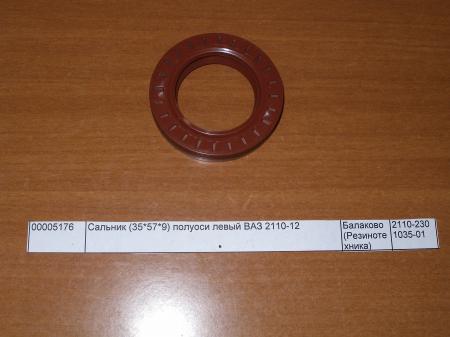 00005176 Сальник (35*57*9) полуоси левый ВАЗ 2110-12 Балаково 2110-230
(Резиноте 1035-01
хника)